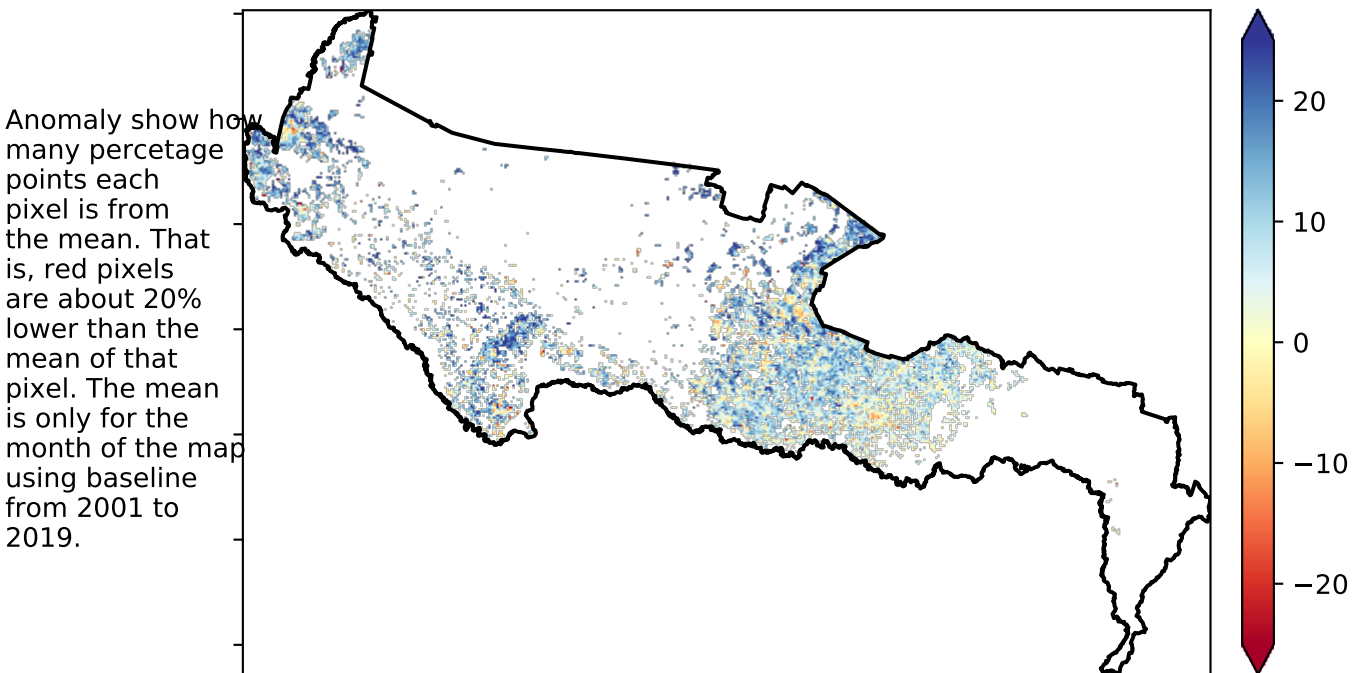 Anomaly show how
many percetage
points each
pixel is from
the mean. That
is, red pixels
are about 20%
lower than the
mean of that
pixel. The mean
is only for the
month of the map
using baseline
from 2001 to
2019.
20
10
0
−10
−20